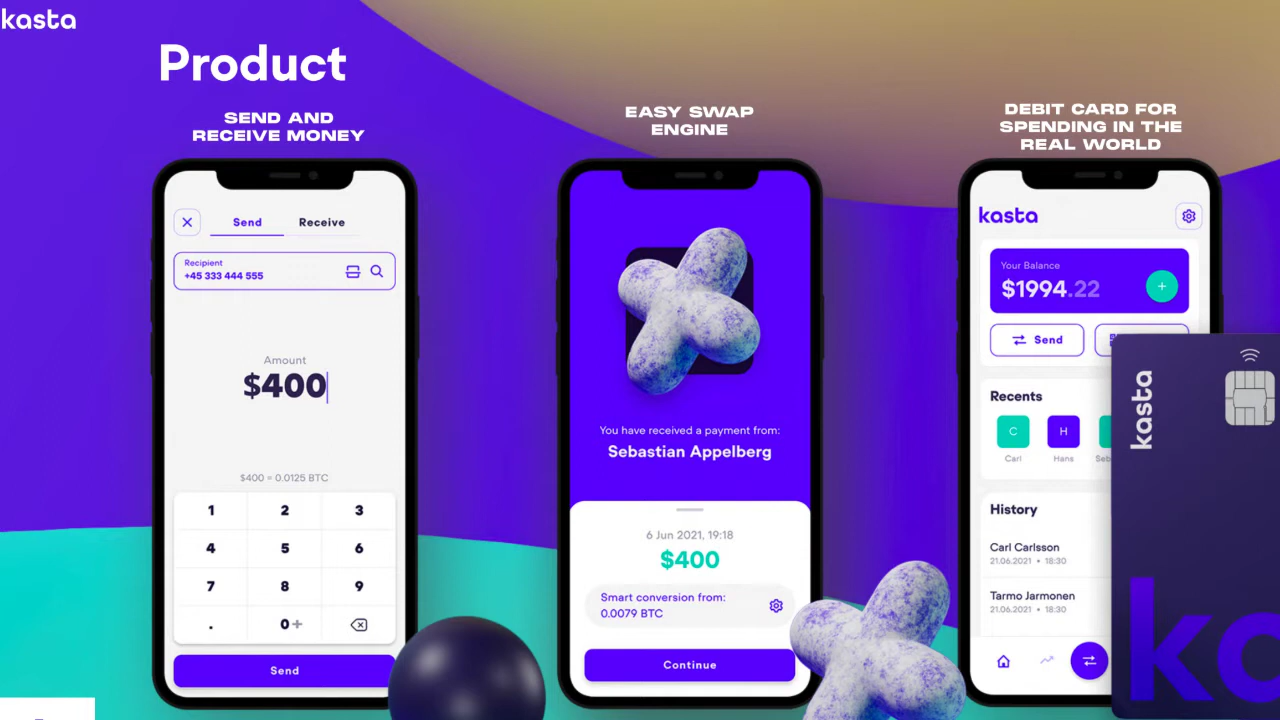 kasta
Product
SEND AND
RECEIVE MONEY
Send
Receive
Recipient
+45 333 444 555
Amount
$400
$400 = 0.0125 BTC
1 2 3
4 5 6
7 8 9
. 0+
Send
EASY SWAP
ENGINE
You have received a payment from:
Sebastian Appelberg
6 Jun 2021, 19:18
$400
Smart conversion from:
0.0079 BTC
Continue
DEBIT CARD FOR
SPENDING IN THE
REAL WORLD
kasta
Your Balance
$1994.22
+
Send
Recents
C H
Carl Hans Seb
History
Carl Carlsson
21.06.2021 • 18:30
Tarmo Jarmonen
21.06.2021 • 18:30
kasta
ka